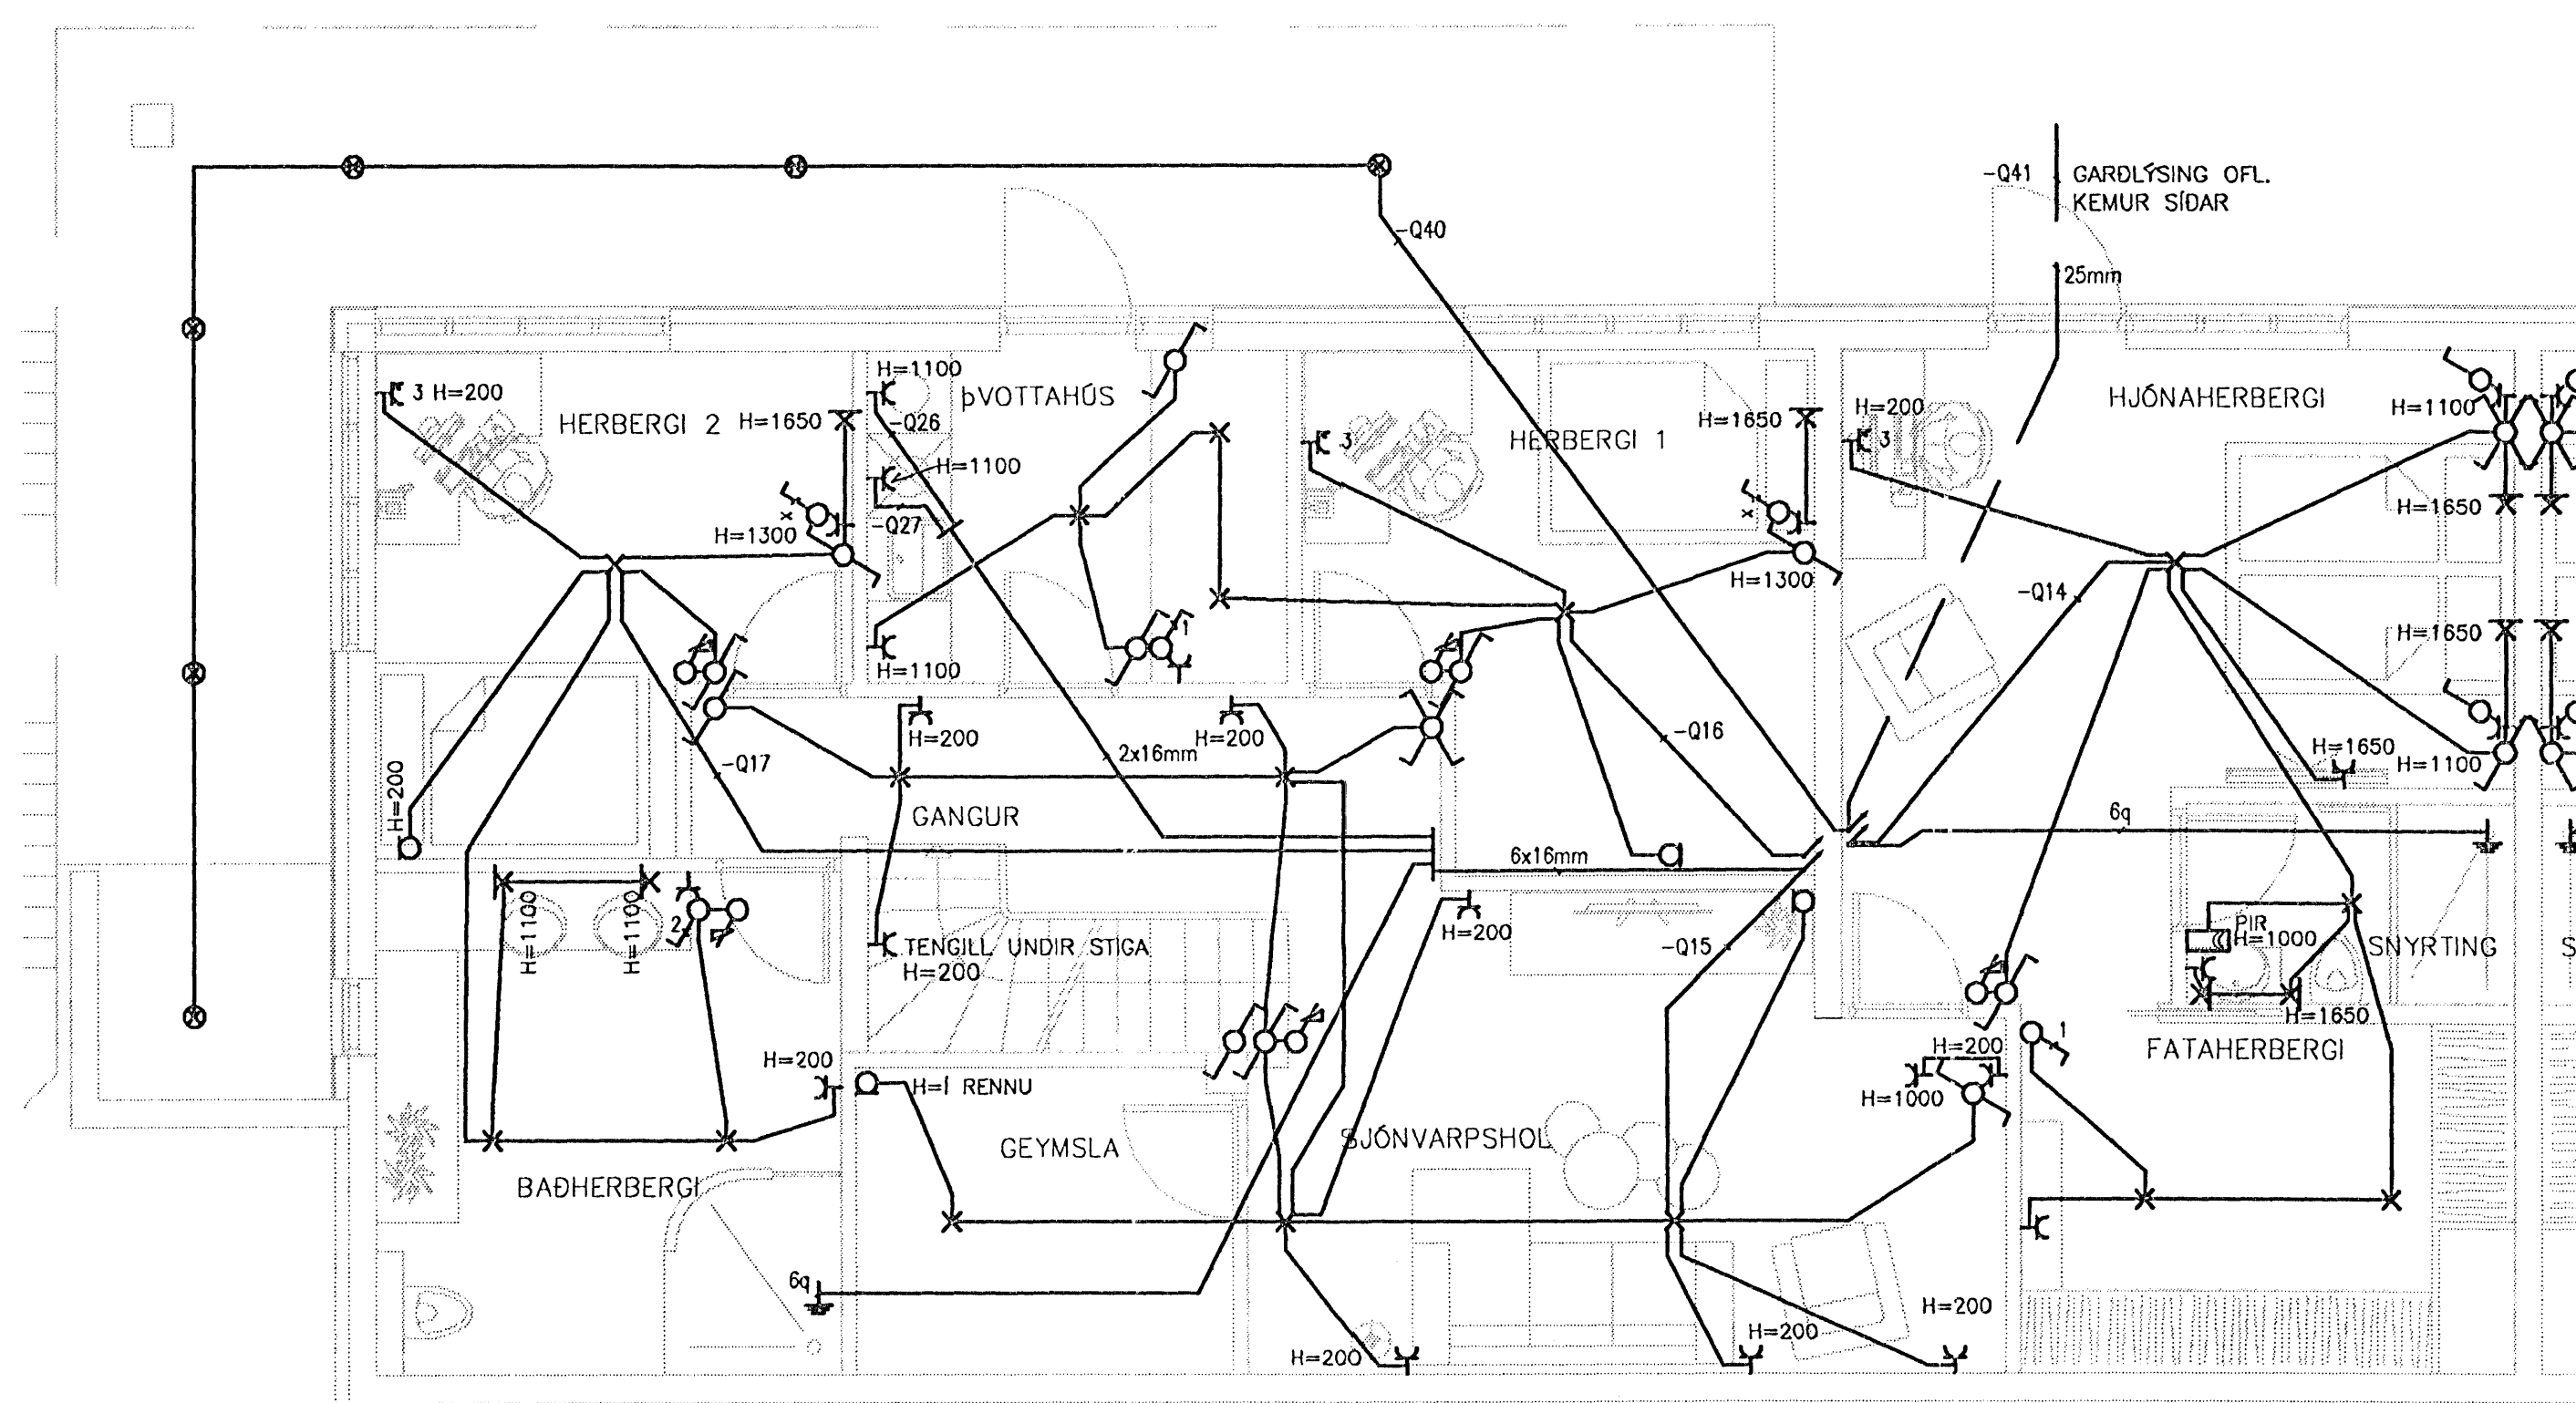 -Q41
GARÐLÝSING OFL.
KEMUR SÍÐAR
-Q40
25mm
3 H=200
HERBERGI 2
H=1650
H=1300
H=1100
-Q26
ÞVOTTAHÚS
H=1100
-Q27
H=1100
1
3
HERBERGI 1
H=1650
H=1300
H=200
3
HJÓNAHERBERGI
H=1100
H=1650
-Q14
H=1650
H=1100
H=1650
H=200
-Q17
H=200
2x16mm
H=200
-Q16
GANGUR
6q
6x16mm
H=1100
H=1100
2
TENGILL UNDIR STIGA
H=200
H=200
-Q15
PIR
H=1000
SNYRTING
S
H=1650
H=200
H=Í RENNU
H=200
H=1000
1
FATAHERBERGI
GEYMSLA
SJÓNVARPSHOL
BAÐHERBERGI
6q
H=200
H=200
H=200